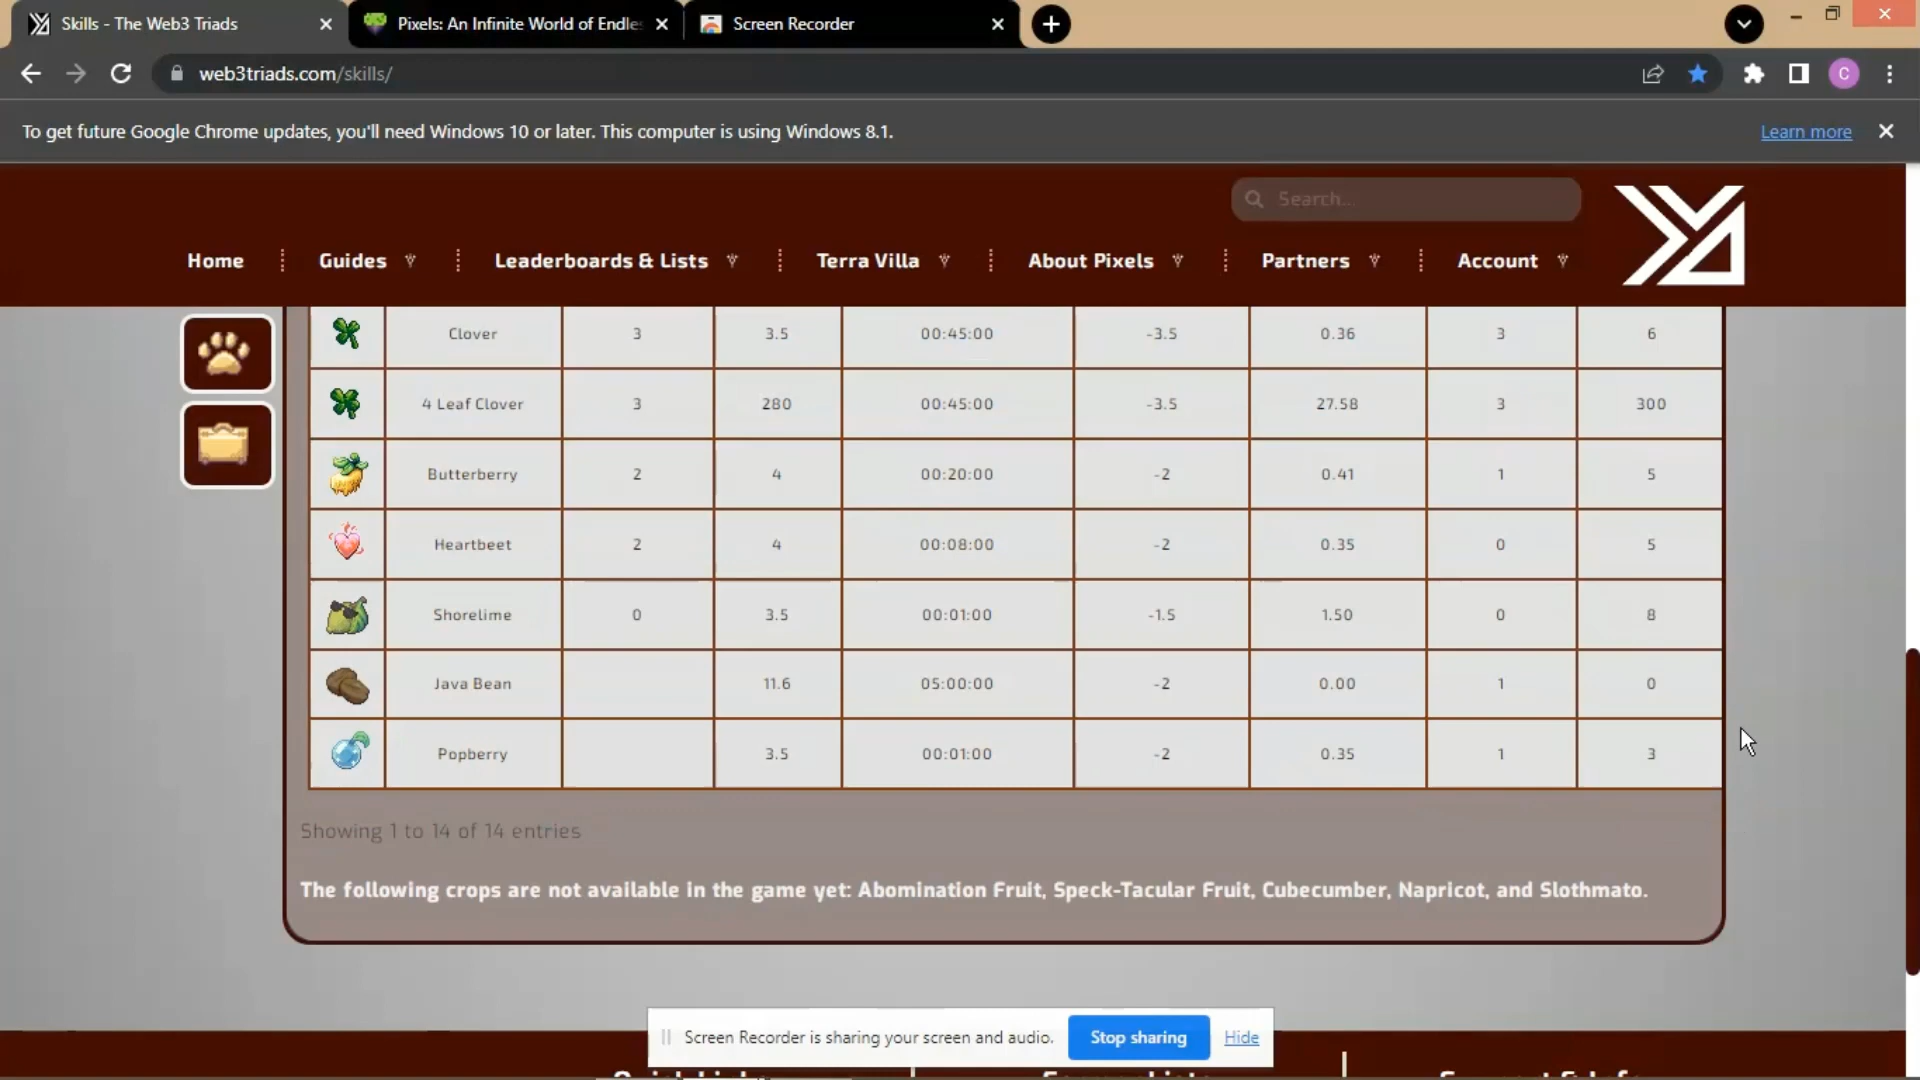 Skills - The Web3 Triads
Pixels: An Infinite World of Endle
Screen Recorder
web3triads.com/skills/
C
To get future Google Chrome updates, you'll need Windows 10 or later. This computer is using Windows 8.1.
Learn more
Search...
Home Guides Leaderboards & Lists Terra Villa About Pixels Partners Account
Clover 3 3.5 00:45:00 -3.5 0.36 3 6
4 Leaf Clover 3 280 00:45:00 -3.5 27.58 3 300
Butterberry 2 4 00:20:00 -2 0.41 1 5
Heartbeet 2 4 00:08:00 -2 0.35 0 5
Shorelime 0 3.5 00:01:00 -1.5 1.50 0 8
Java Bean 11.6 05:00:00 -2 0.00 1 0
Popberry 3.5 00:01:00 -2 0.35 1 3
Showing 1 to 14 of 14 entries
The following crops are not available in the game yet: Abomination Fruit, Speck-Tacular Fruit, Cubecumber, Napricot, and Slothmato.
Screen Recorder is sharing your screen and audio. Stop sharing Hide